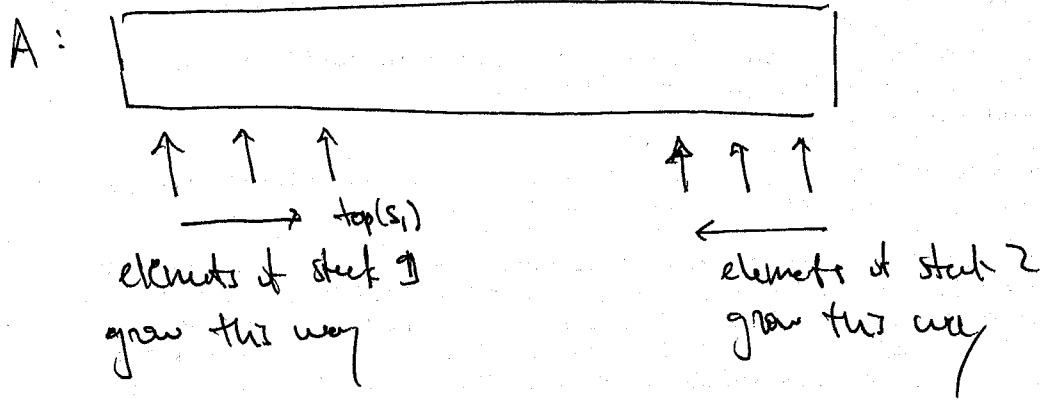 A:
top(S₁)
elements of stack 1
grow this way
elements of stack 2
grow this way